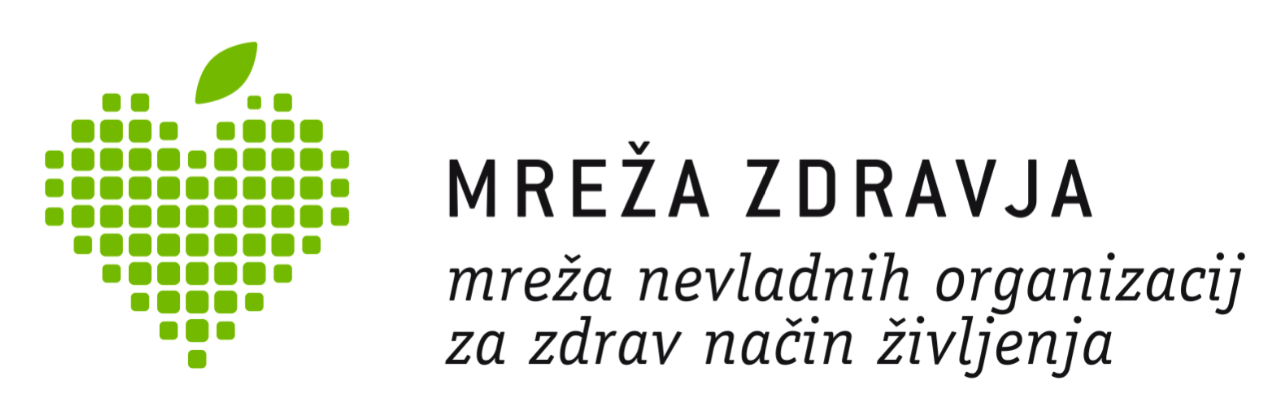 MREŽA ZDRAVJA
mreža nevladnih organizacij
za zdrav način življenja